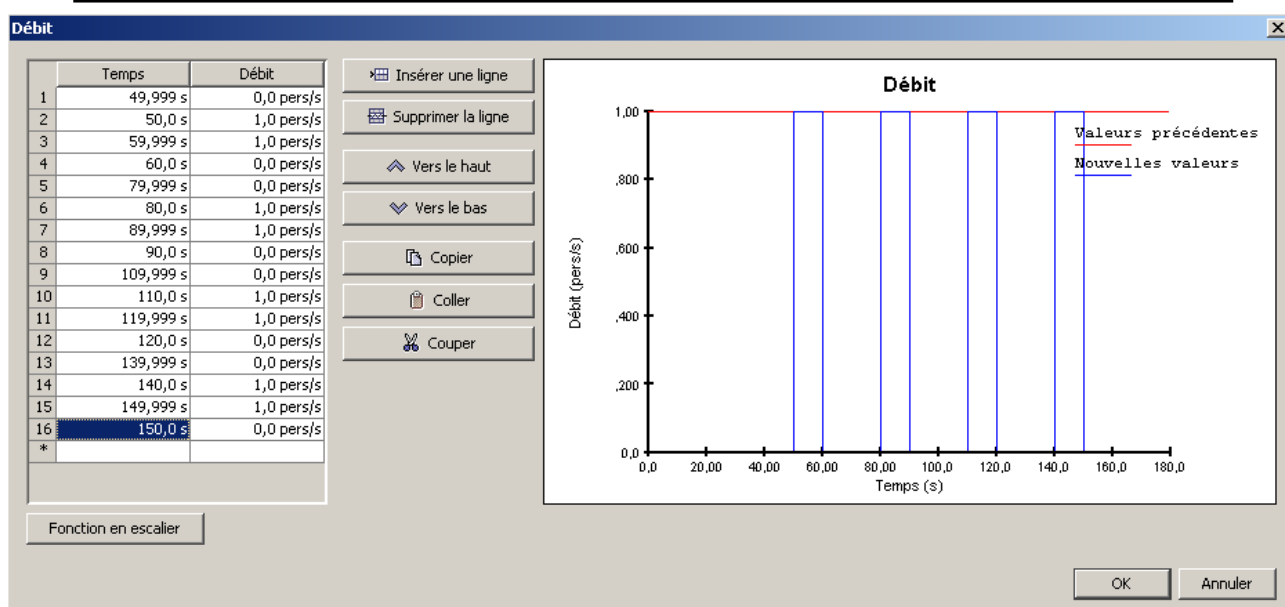 Débit
Temps Débit
1 49,999 s 0,0 pers/s
2 50,0 s 1,0 pers/s
3 59,999 s 1,0 pers/s
4 60,0 s 0,0 pers/s
5 79,999 s 0,0 pers/s
6 80,0 s 1,0 pers/s
7 89,999 s 1,0 pers/s
8 90,0 s 0,0 pers/s
9 109,999 s 0,0 pers/s
10 110,0 s 1,0 pers/s
11 119,999 s 1,0 pers/s
12 120,0 s 0,0 pers/s
13 139,999 s 0,0 pers/s
14 140,0 s 1,0 pers/s
15 149,999 s 1,0 pers/s
16 150,0 s 0,0 pers/s
*
Fonction en escalier
Insérer une ligne
Supprimer la ligne
Vers le haut
Vers le bas
Copier
Coller
Couper
Débit
Valeurs précédentes
Nouvelles valeurs
Débit (pers/s)
1,00
,800
,600
,400
,200
0,0
0,0 20,00 40,00 60,00 80,00 100,0 120,0 140,0 160,0 180,0
Temps (s)
OK Annuler